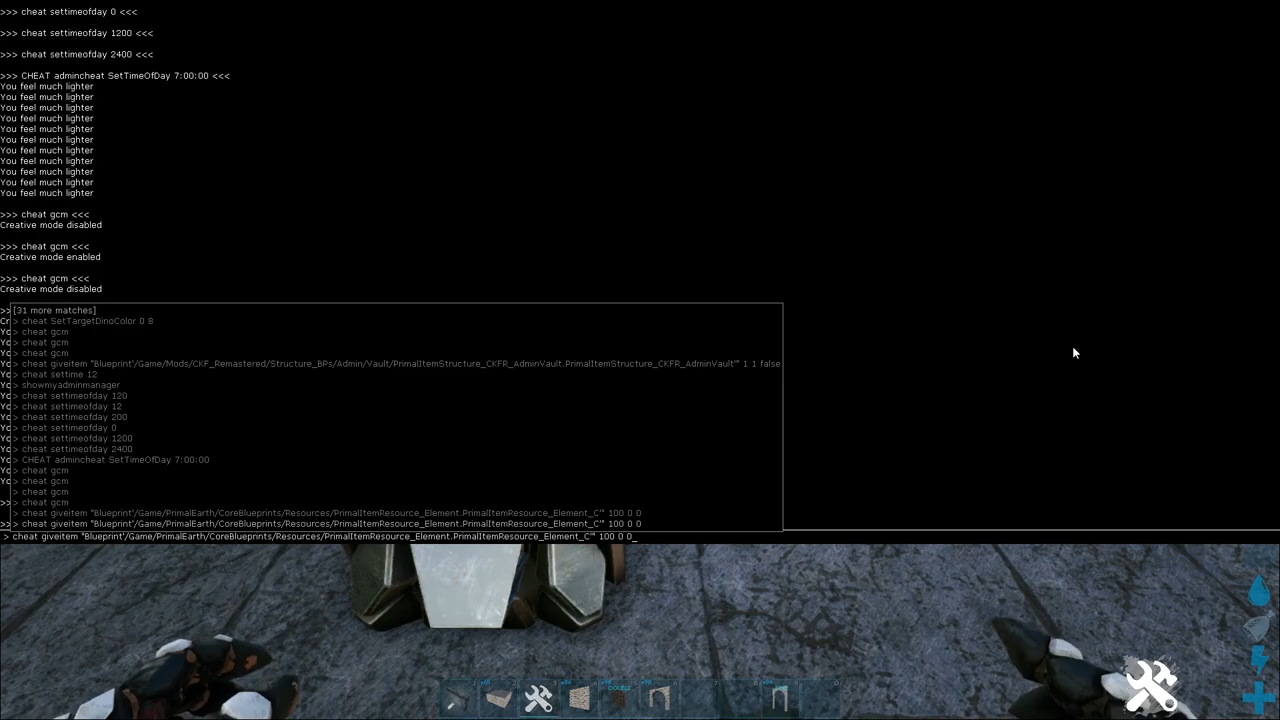 >>> cheat settimeofday 0 <<<
>>> cheat settimeofday 1200 <<<
>>> cheat settimeofday 2400 <<<
>>> CHEAT admincheat SetTimeOfDay 7:00:00 <<<
You feel much lighter
You feel much lighter
You feel much lighter
You feel much lighter
You feel much lighter
You feel much lighter
You feel much lighter
You feel much lighter
You feel much lighter
You feel much lighter
You feel much lighter
>>> cheat gcm <<<
Creative mode disabled
>>> cheat gcm <<<
Creative mode enabled
>>> cheat gcm <<<
Creative mode disabled
[31 more matches]
> cheat SetTargetDinoColor 0 8
> cheat gcm
> cheat gcm
> cheat gcm
> cheat giveitem "Blueprint'/Game/Mods/CKF_Remastered/Structure_BPs/Admin/Vault/PrimalItemStructure_CKFR_AdminVault.PrimalItemStructure_CKFR_AdminVault'" 1 1 false
> cheat settime 12
> showmyadminmanager
> cheat settimeofday 120
> cheat settimeofday 12
> cheat settimeofday 200
> cheat settimeofday 0
> cheat settimeofday 1200
> cheat settimeofday 2400
> CHEAT admincheat SetTimeOfDay 7:00:00
> cheat gcm
> cheat gcm
> cheat gcm
> cheat gcm
> cheat giveitem "Blueprint'/Game/PrimalEarth/CoreBlueprints/Resources/PrimalItemResource_Element.PrimalItemResource_Element_C'" 100 0 0
> cheat giveitem "Blueprint'/Game/PrimalEarth/CoreBlueprints/Resources/PrimalItemResource_Element.PrimalItemResource_Element_C'" 100 0 0
> cheat giveitem "Blueprint'/Game/PrimalEarth/CoreBlueprints/Resources/PrimalItemResource_Element.PrimalItemResource_Element_C'" 100 0 0_